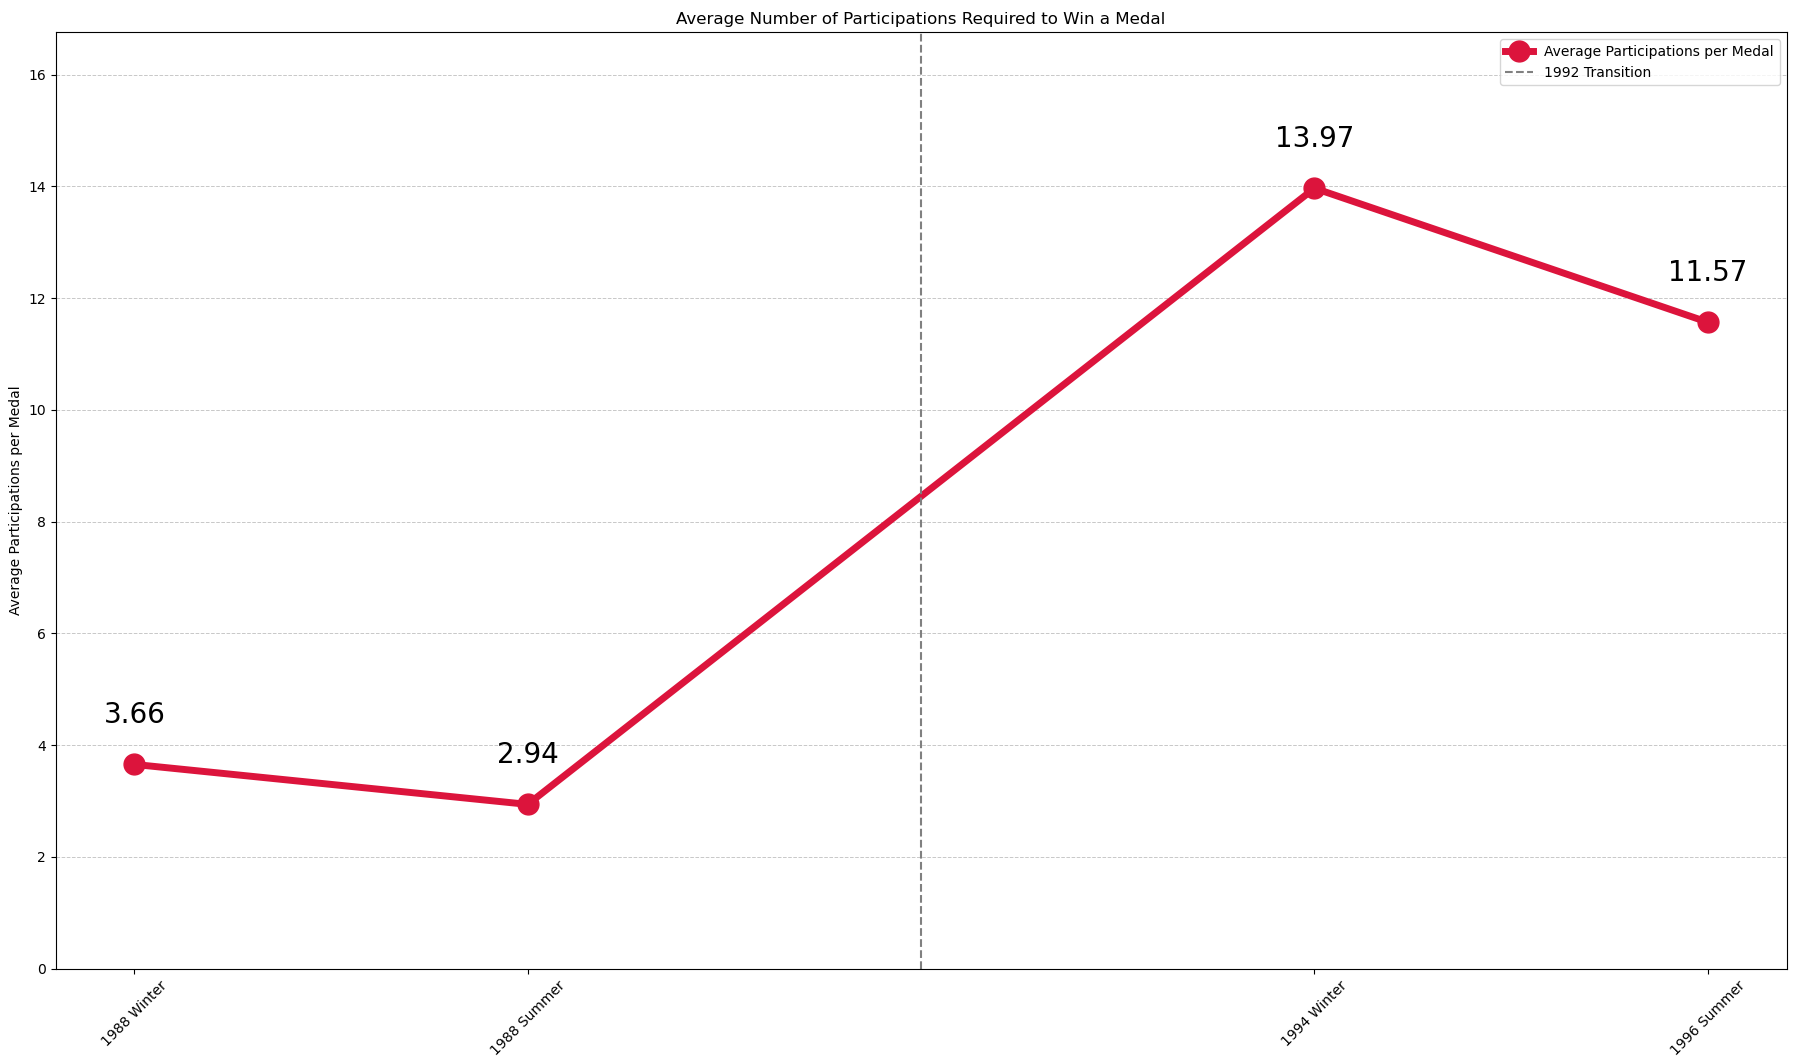 Average Number of Participations Required to Win a Medal
Average Participations per Medal
1992 Transition
16
14
12
10
8
6
4
2
0
Average Participations per Medal
3.66
2.94
13.97
11.57
1988 Winter
1988 Summer
1994 Winter
1996 Summer